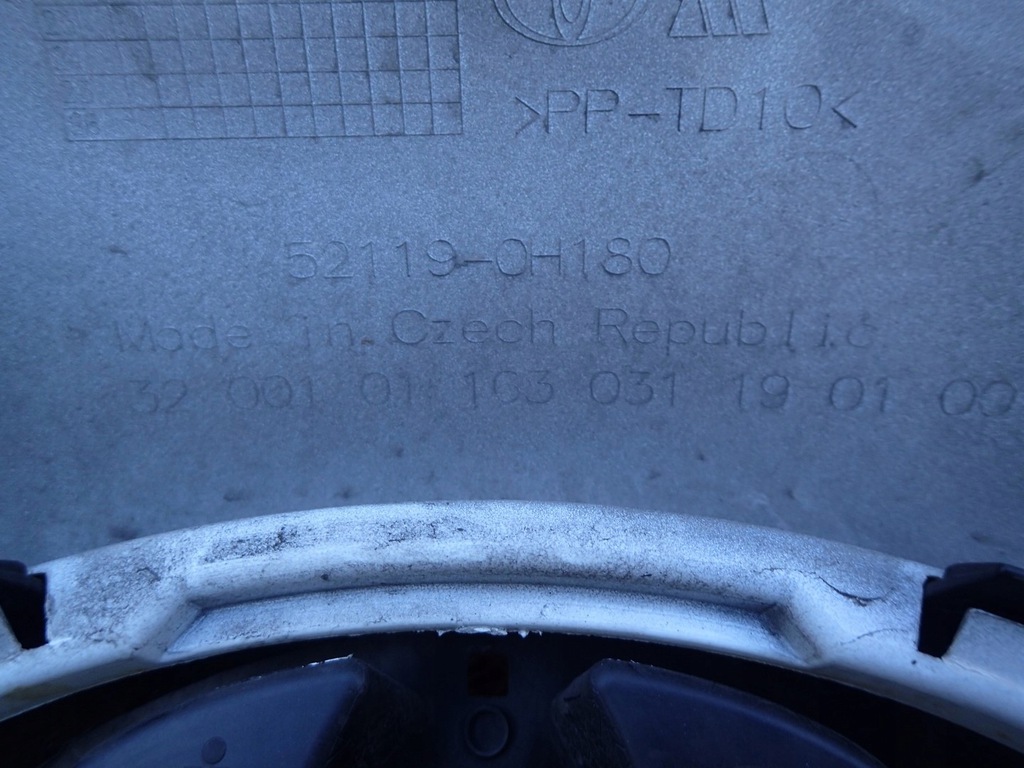 >PP-TD10<
52119-0H180
Made in Czech Republic
32 001 01 103 031 19 01 00